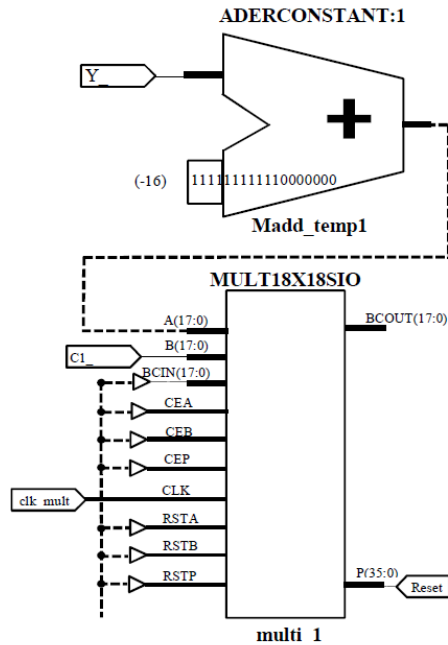 ADERCONSTANT:1
Y_
(-16) 111111111110000000
Madd_temp1
MULT18X18SIO
A(17:0)
BCOUT(17:0)
B(17:0)
C1_
BCIN(17:0)
CEA
CEB
CEP
CLK
clk_mult
RSTA
RSTB
RSTP
P(35:0)
Reset
multi_1